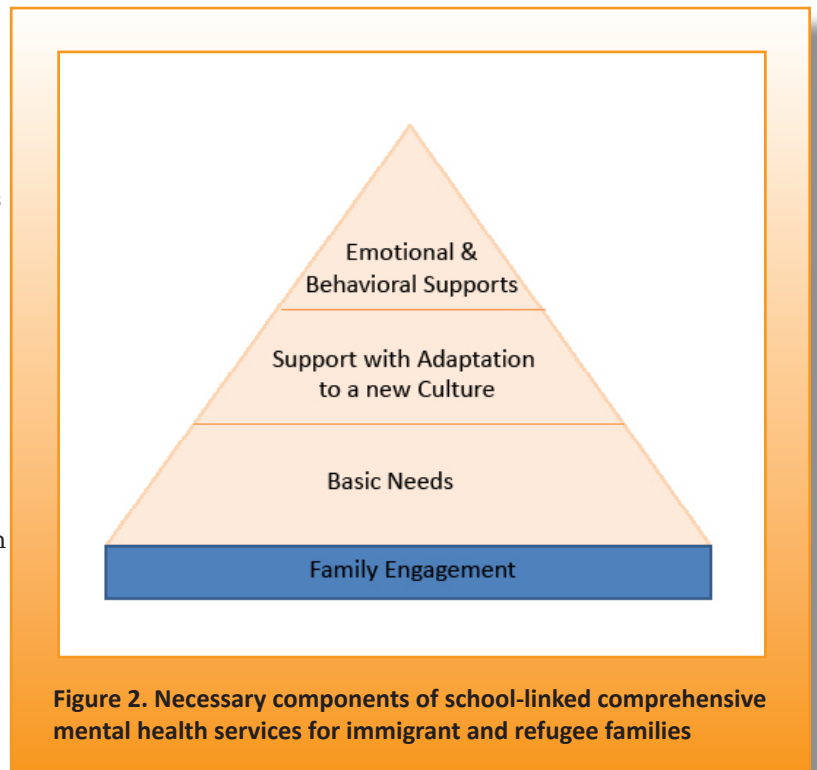 Emotional &
Behavioral Supports
Support with Adaptation
to a new Culture
Basic Needs
Family Engagement
Figure 2. Necessary components of school-linked comprehensive
mental health services for immigrant and refugee families